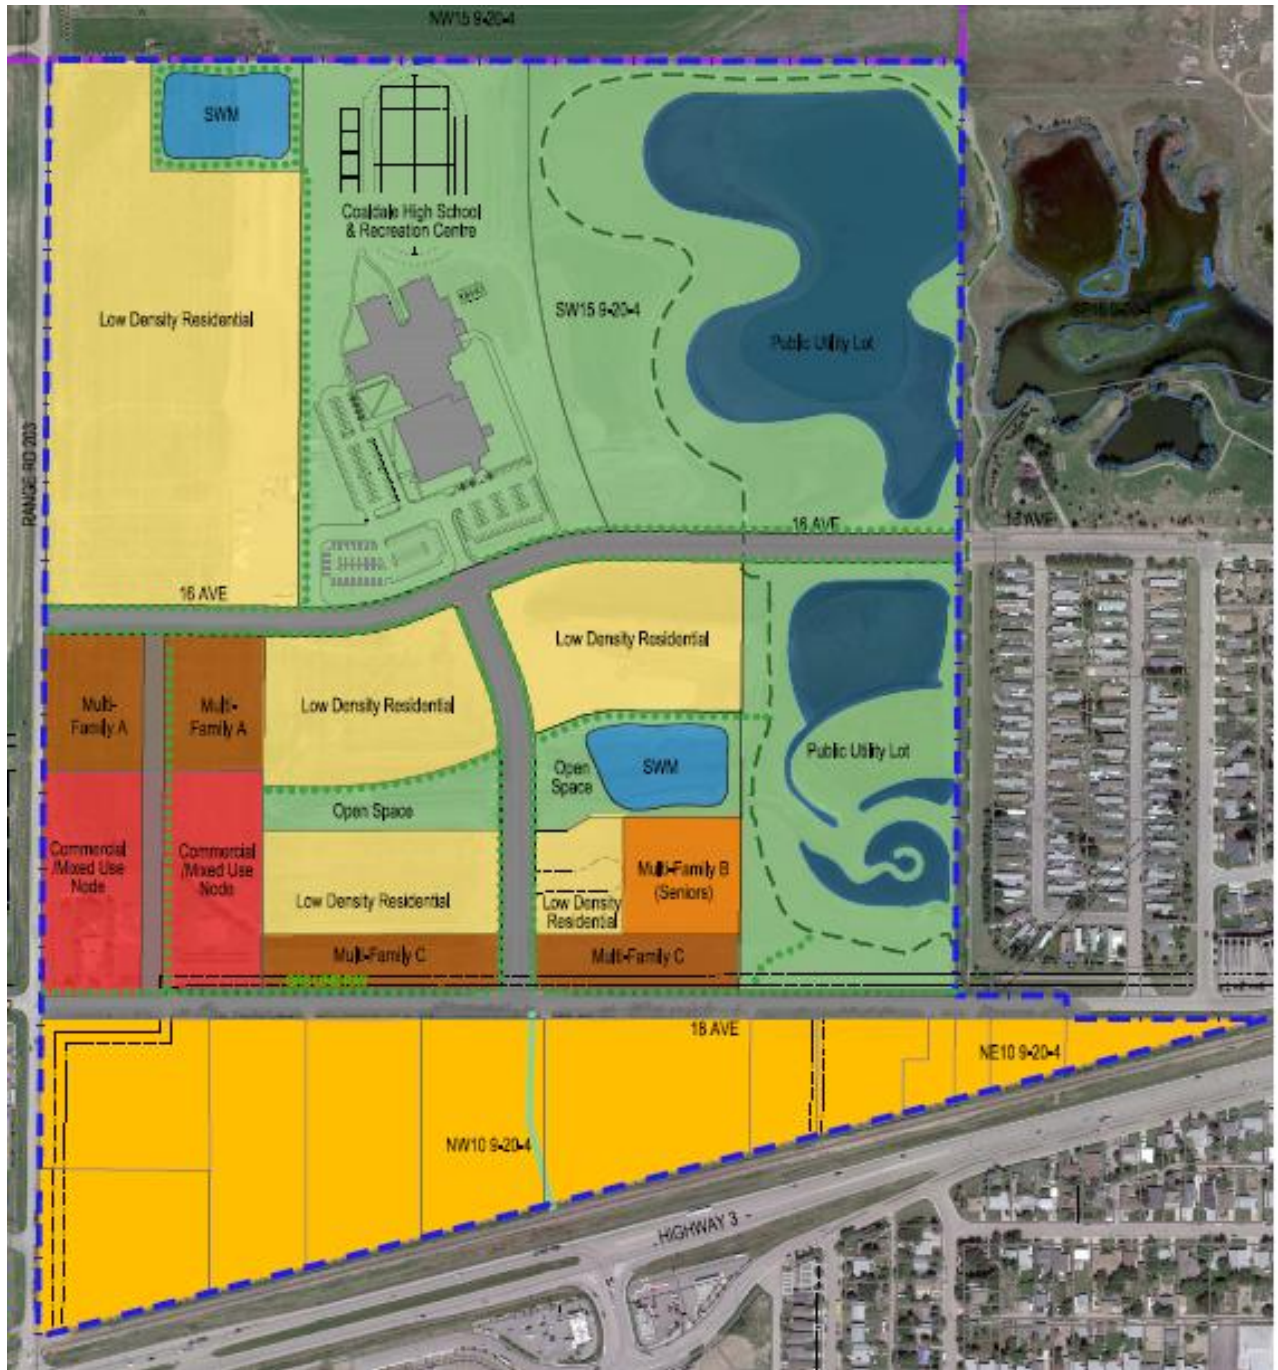 NW15 9-20-4
SWM
Coaldale High School
& Recreation Centre
Low Density Residential
SW15 9-20-4
Public Utility Lot
RANGE RD 203
16 AVE
16 AVE
Low Density Residential
Multi-
Family A
Multi-
Family A
Low Density Residential
Public Utility Lot
Open
Space
SWM
Open Space
Commercial
/Mixed Use
Node
Commercial
/Mixed Use
Node
Low Density Residential
Low Density
Residential
Multi-Family B
(Seniors)
Multi-Family C
Multi-Family C
18 AVE
NE10 9-20-4
NW10 9-20-4
HIGHWAY 3